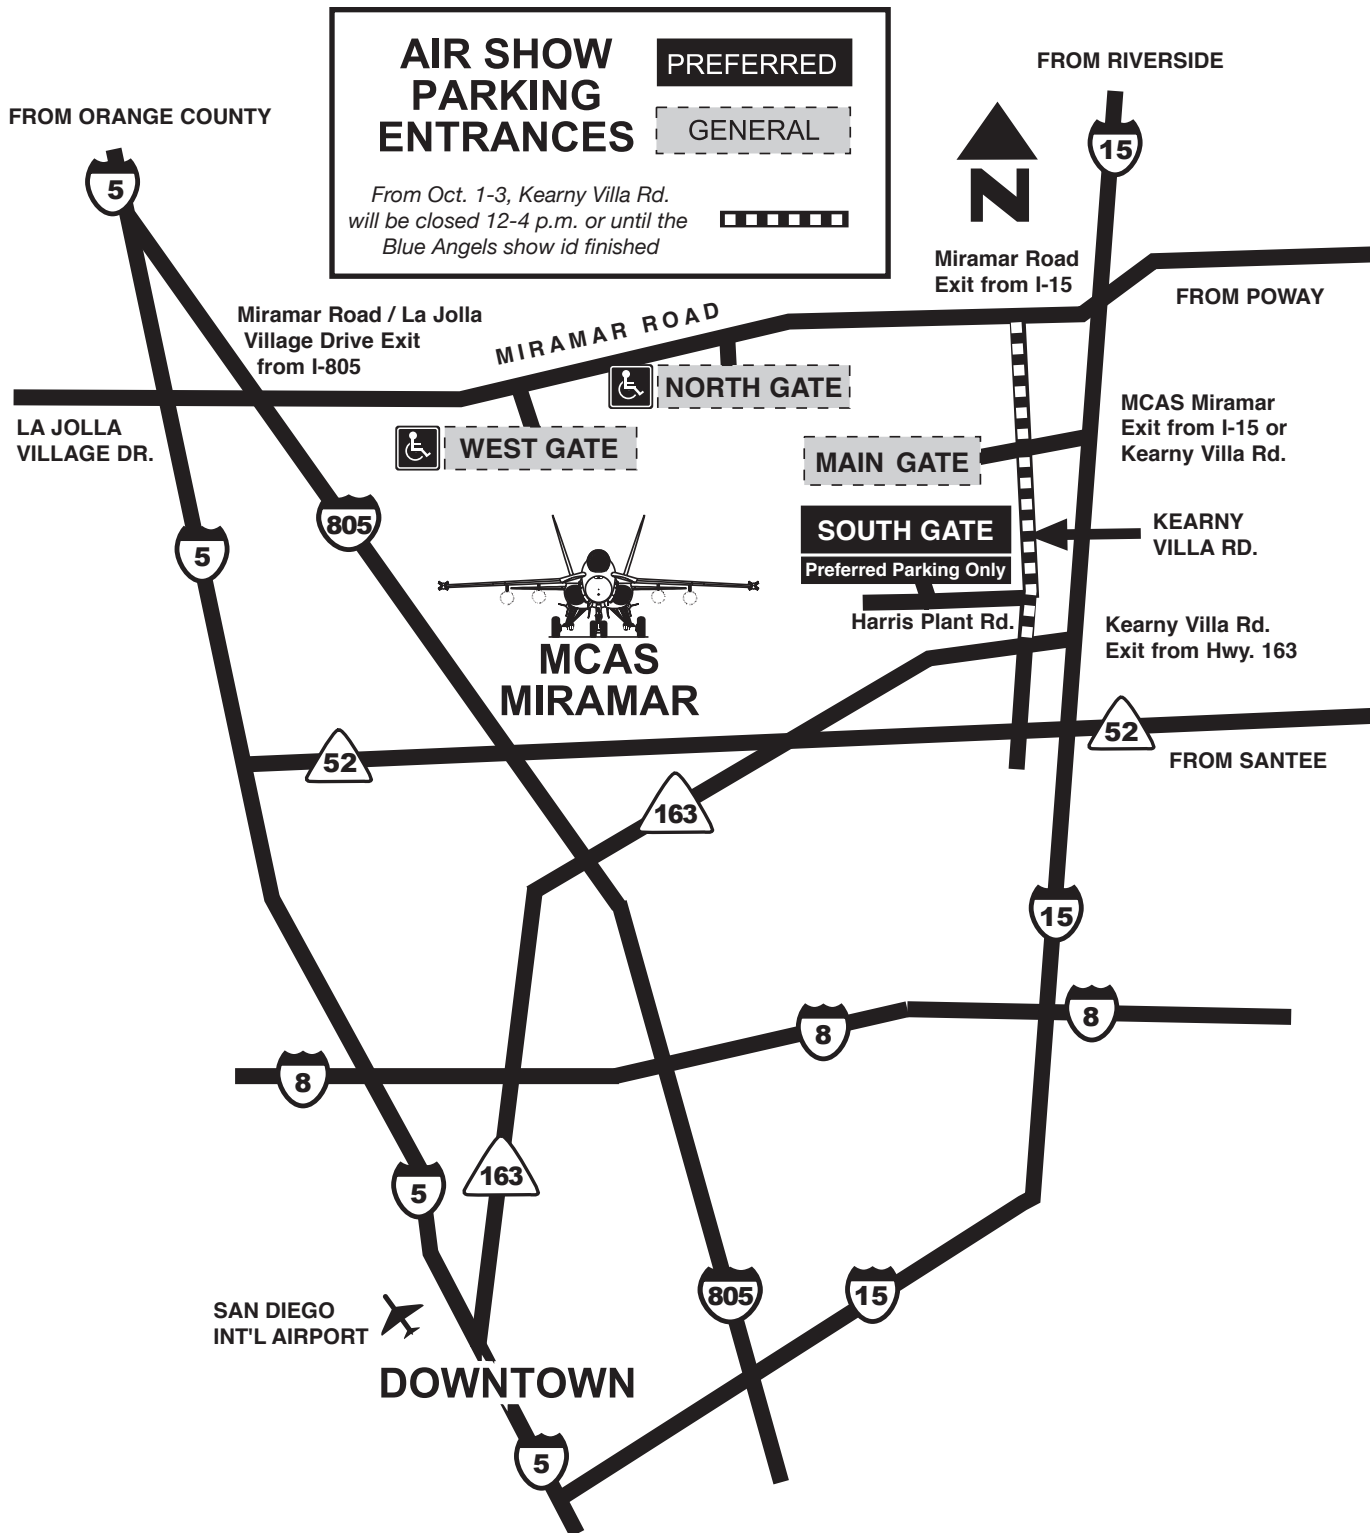 AIR SHOW
PARKING
ENTRANCES
PREFERRED
GENERAL
From Oct. 1-3, Kearny Villa Rd.
will be closed 12-4 p.m. or until the
Blue Angels show id finished
FROM RIVERSIDE
FROM ORANGE COUNTY
15
5
N
Miramar Road
Exit from I-15
FROM POWAY
Miramar Road / La Jolla
Village Drive Exit
from I-805
MIRAMAR ROAD
NORTH GATE
LA JOLLA
VILLAGE DR.
WEST GATE
MAIN GATE
MCAS Miramar
Exit from I-15 or
Kearny Villa Rd.
805
5
SOUTH GATE
Preferred Parking Only
KEARNY
VILLA RD.
Harris Plant Rd.
Kearny Villa Rd.
Exit from Hwy. 163
MCAS
MIRAMAR
52
52
FROM SANTEE
163
15
8
8
8
163
5
805
15
SAN DIEGO
INT'L AIRPORT
DOWNTOWN
5